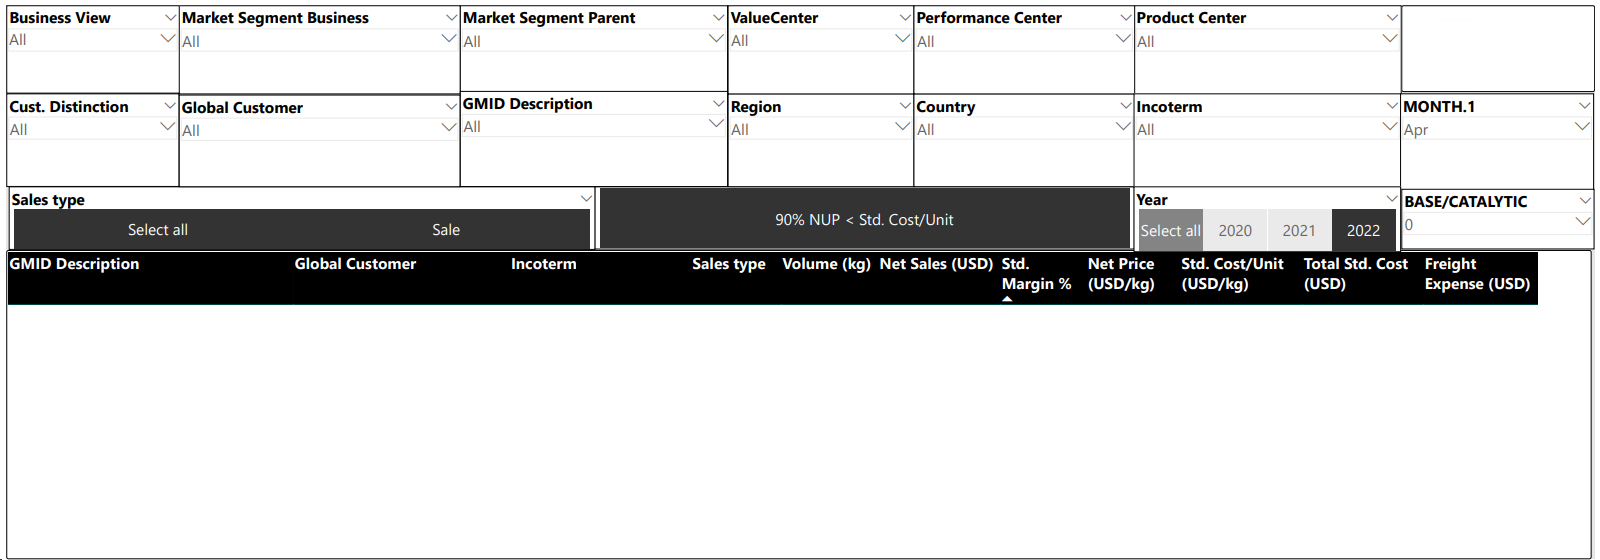 Business View
Market Segment Business
Market Segment Parent
ValueCenter
Performance Center
Product Center
All
All
All
All
All
All
Cust. Distinction
Global Customer
GMID Description
Region
Country
Incoterm
MONTH.1
All
All
All
All
All
All
Apr
Sales type
Select all
Sale
90% NUP < Std. Cost/Unit
Year
Select all
2020
2021
2022
BASE/CATALYTIC
0
GMID Description
Global Customer
Incoterm
Sales type
Volume (kg)
Net Sales (USD)
Std.
Margin %
Net Price
(USD/kg)
Std. Cost/Unit
(USD/kg)
Total Std. Cost
(USD)
Freight
Expense (USD)